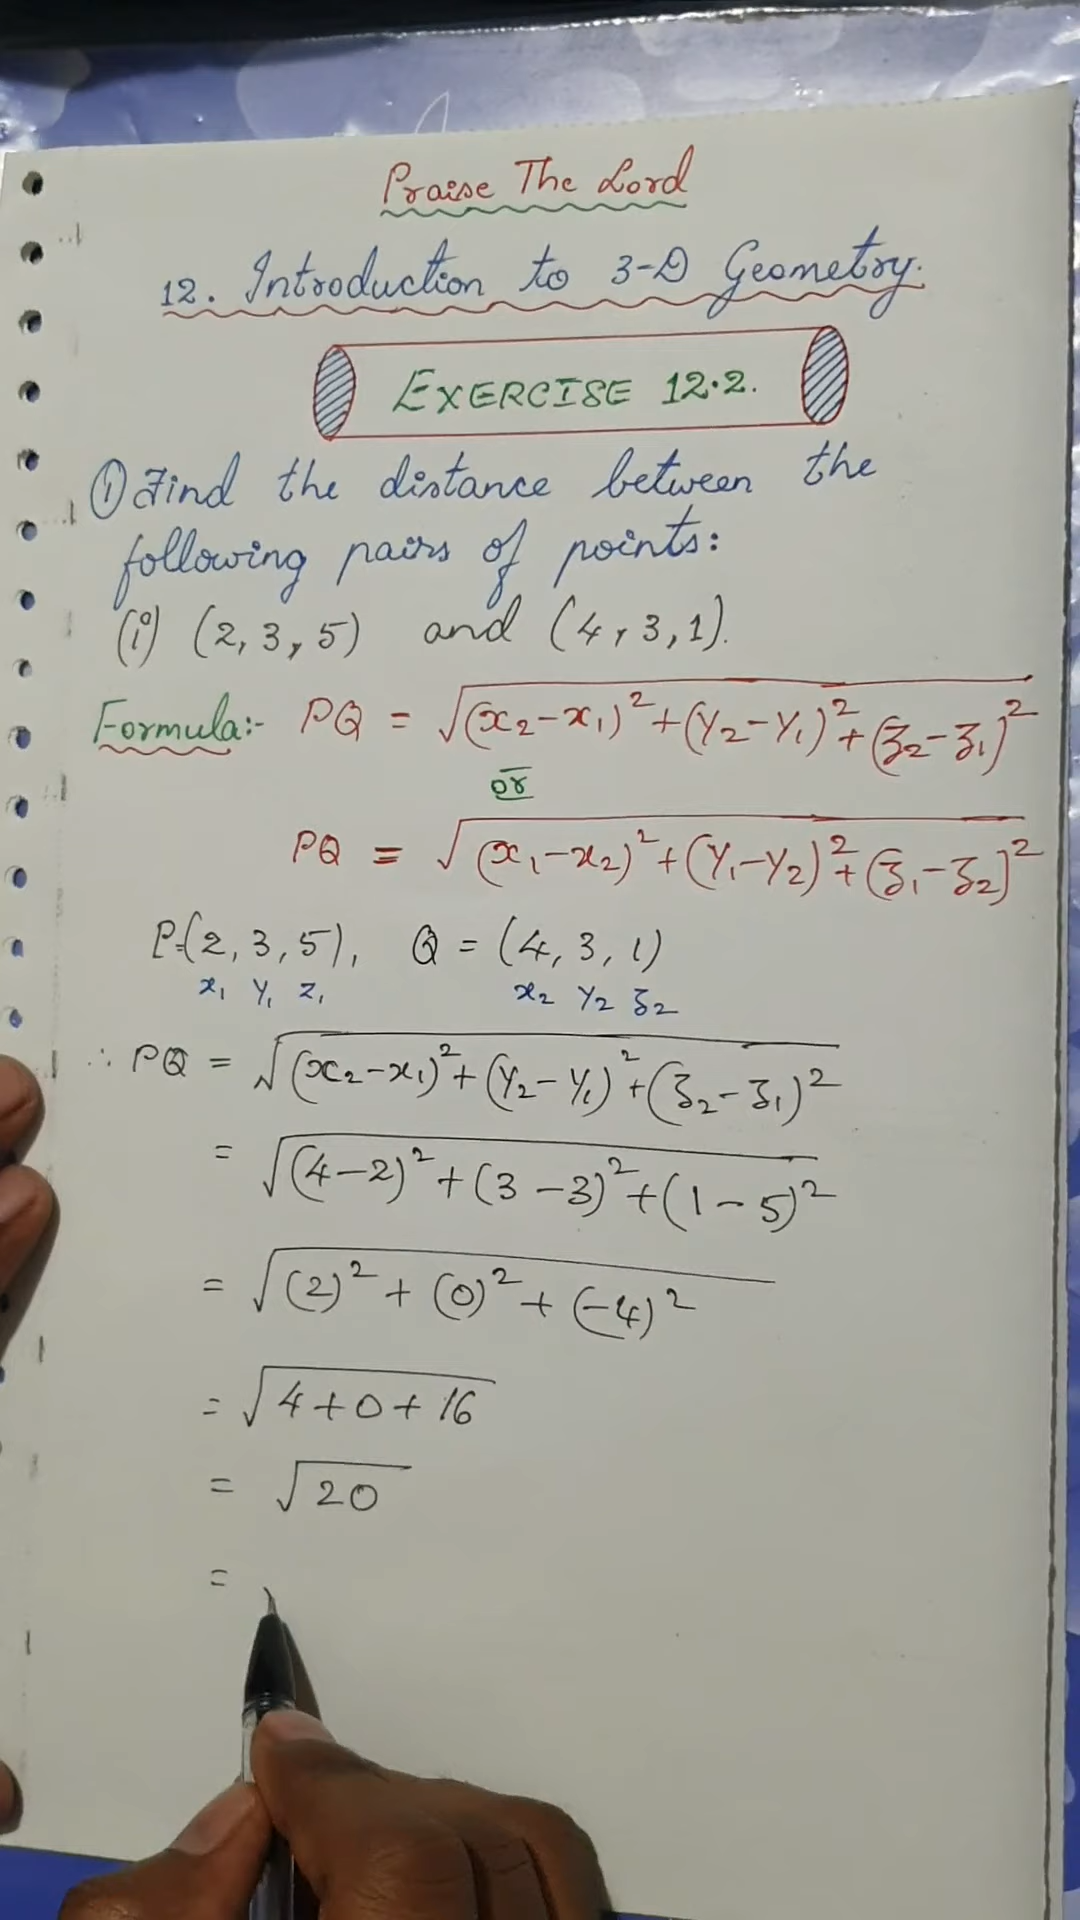 Praise The Lord
12. Introduction to 3-D Geometry.
EXERCISE 12.2.
① Find the distance between the
following pairs of points:
(i) (2, 3, 5) and (4, 3, 1).
Formula:- PQ = √(x₂-x₁)²+(y₂-y₁)²+(z₂-z₁)²
or
PQ = √(x₁-x₂)²+(y₁-y₂)²+(z₁-z₂)²
P=(2, 3, 5), Q = (4, 3, 1)
x₁ y₁ z₁ x₂ y₂ z₂
∴ PQ = √(x₂-x₁)²+(y₂-y₁)²+(z₂-z₁)²
= √(4-2)²+(3-3)²+(1-5)²
= √(2)²+(0)²+(-4)²
= √4+0+16
= √20
=